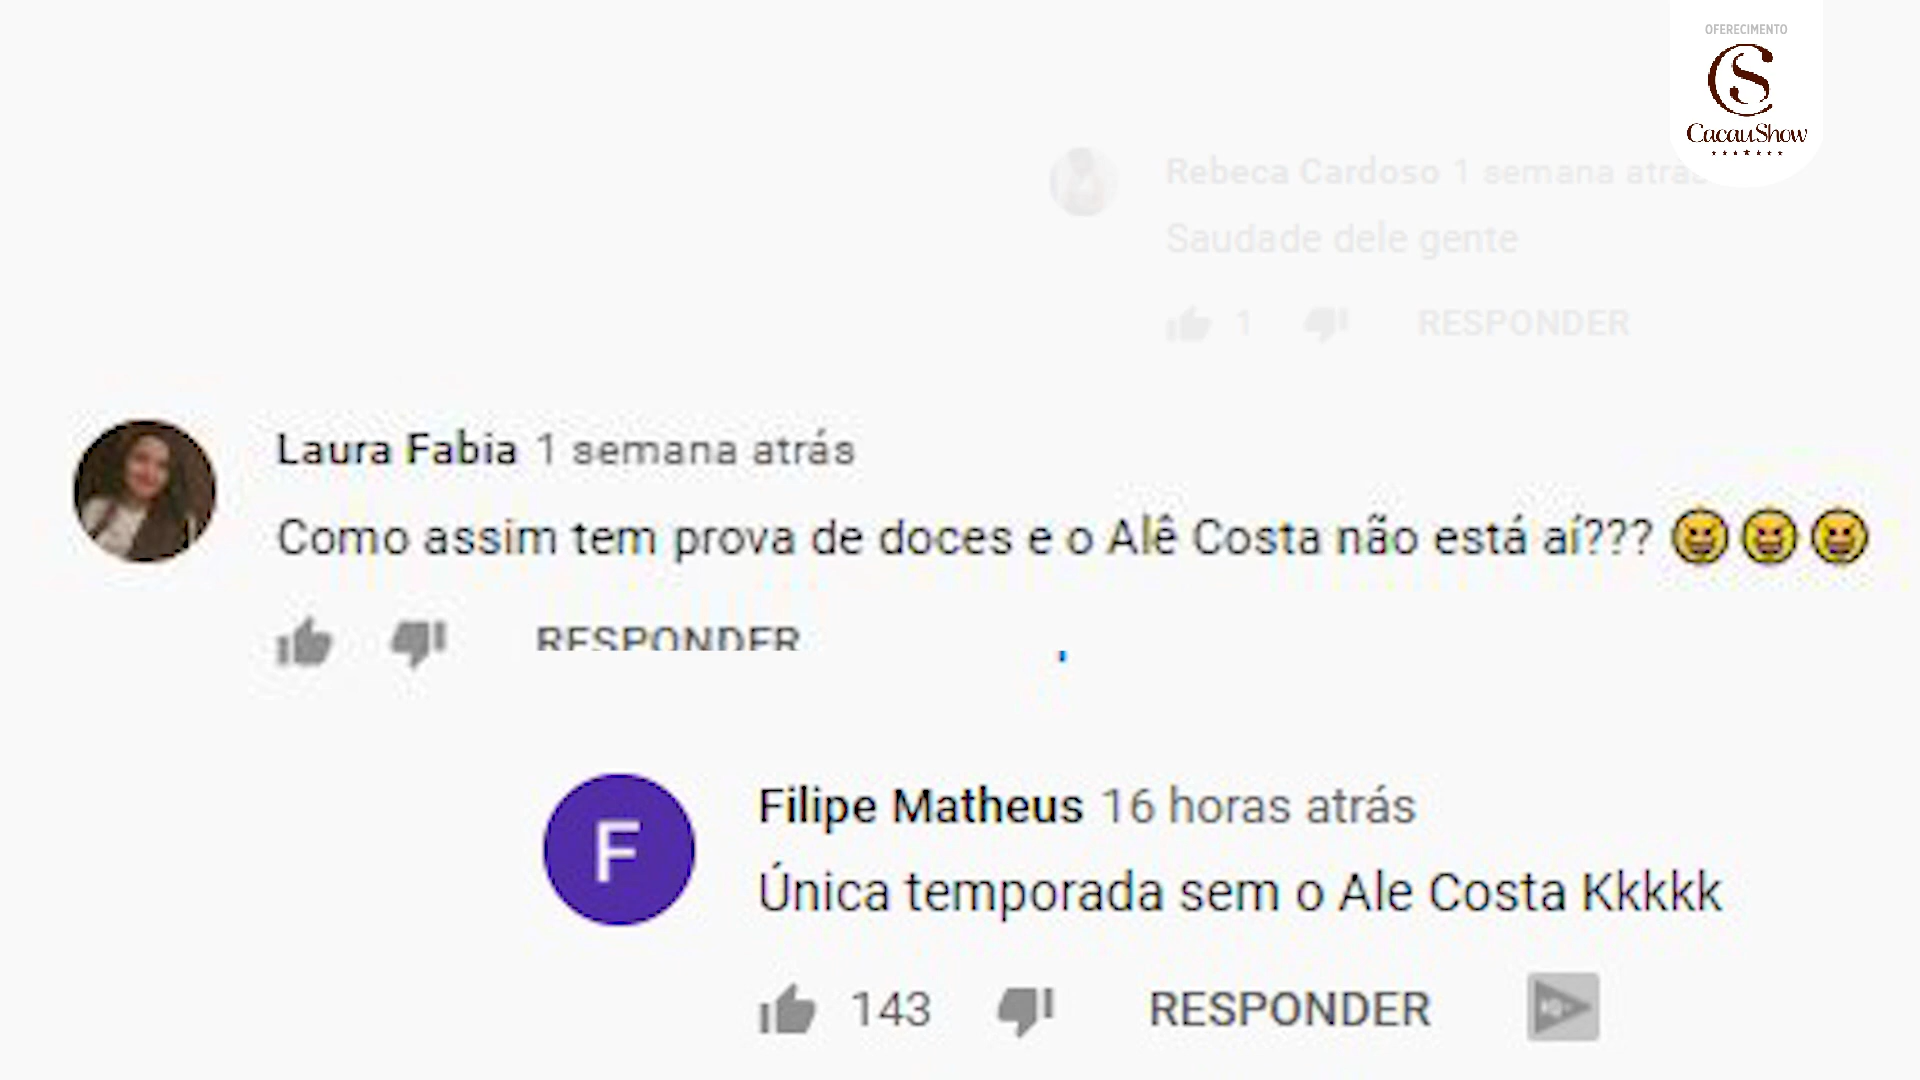 OFERECIMENTO
CS
CacauShow
Rebeca Cardoso 1 semana atrás
Saudade dele gente
1 RESPONDER
Laura Fabia 1 semana atrás
Como assim tem prova de doces e o Alê Costa não está aí???
RESPONDER
F
Filipe Matheus 16 horas atrás
Única temporada sem o Ale Costa Kkkkk
143 RESPONDER